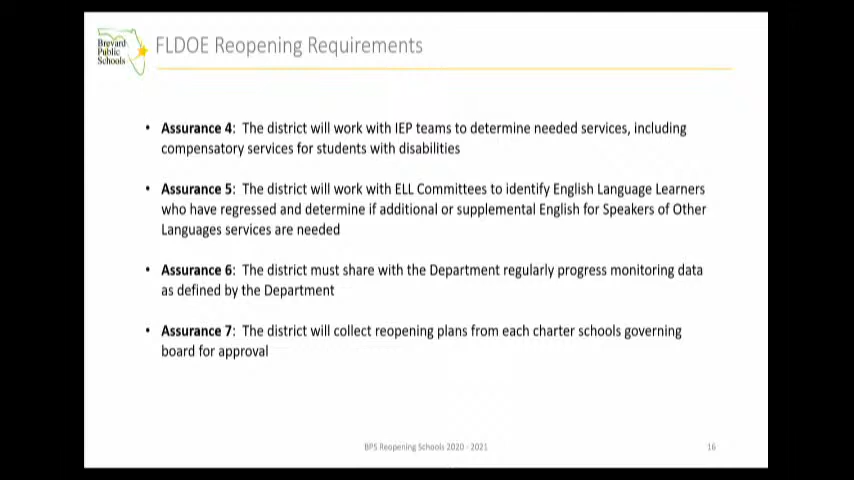 Brevard
Public
Schools
FLDOE Reopening Requirements
• Assurance 4: The district will work with IEP teams to determine needed services, including
compensatory services for students with disabilities
• Assurance 5: The district will work with ELL Committees to identify English Language Learners
who have regressed and determine if additional or supplemental English for Speakers of Other
Languages services are needed
• Assurance 6: The district must share with the Department regularly progress monitoring data
as defined by the Department
• Assurance 7: The district will collect reopening plans from each charter schools governing
board for approval
BPS Reopening Schools 2020 - 2021
16